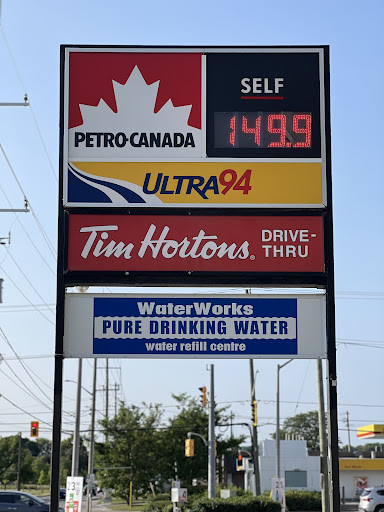 SELF
149.9
PETRO-CANADA
ULTRA94
Tim Hortons. DRIVE-
THRU
WaterWorks
PURE DRINKING WATER
water refill centre